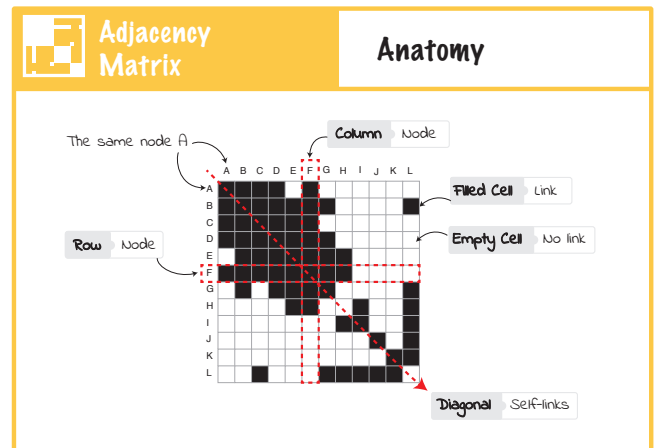 Adjacency
Matrix
Anatomy
The same node A
Column Node
A B C D E F G H I J K L
A
B
C
D
E
F
G
H
I
J
K
L
Filled Cell Link
Empty Cell No link
Row Node
Diagonal Self-links